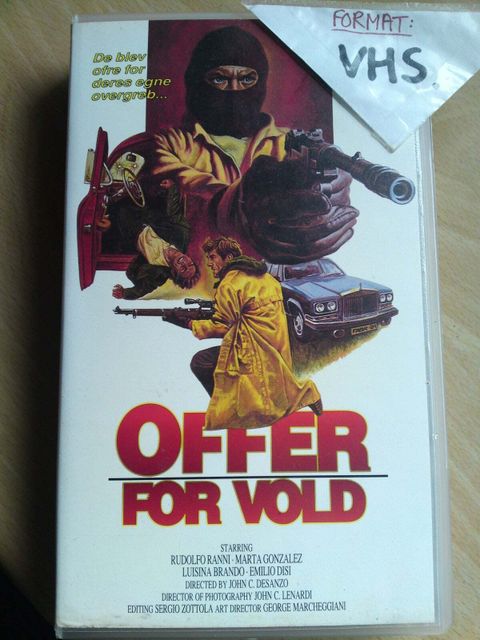 FORMAT:
VHS.
De blev
ofre for
deres egne
overgreb...
OFFER
FOR VOLD
STARRING
RUDOLFO RANNI · MARTA GONZALEZ
LUISINA BRANDO · EMILIO DISI
DIRECTED BY JOHN C. DESANZO
DIRECTOR OF PHOTOGRAPHY JOHN C. LENARDI
EDITING SERGIO ZOTTOLA ART DIRECTOR GEORGE MARCHEGGIANI